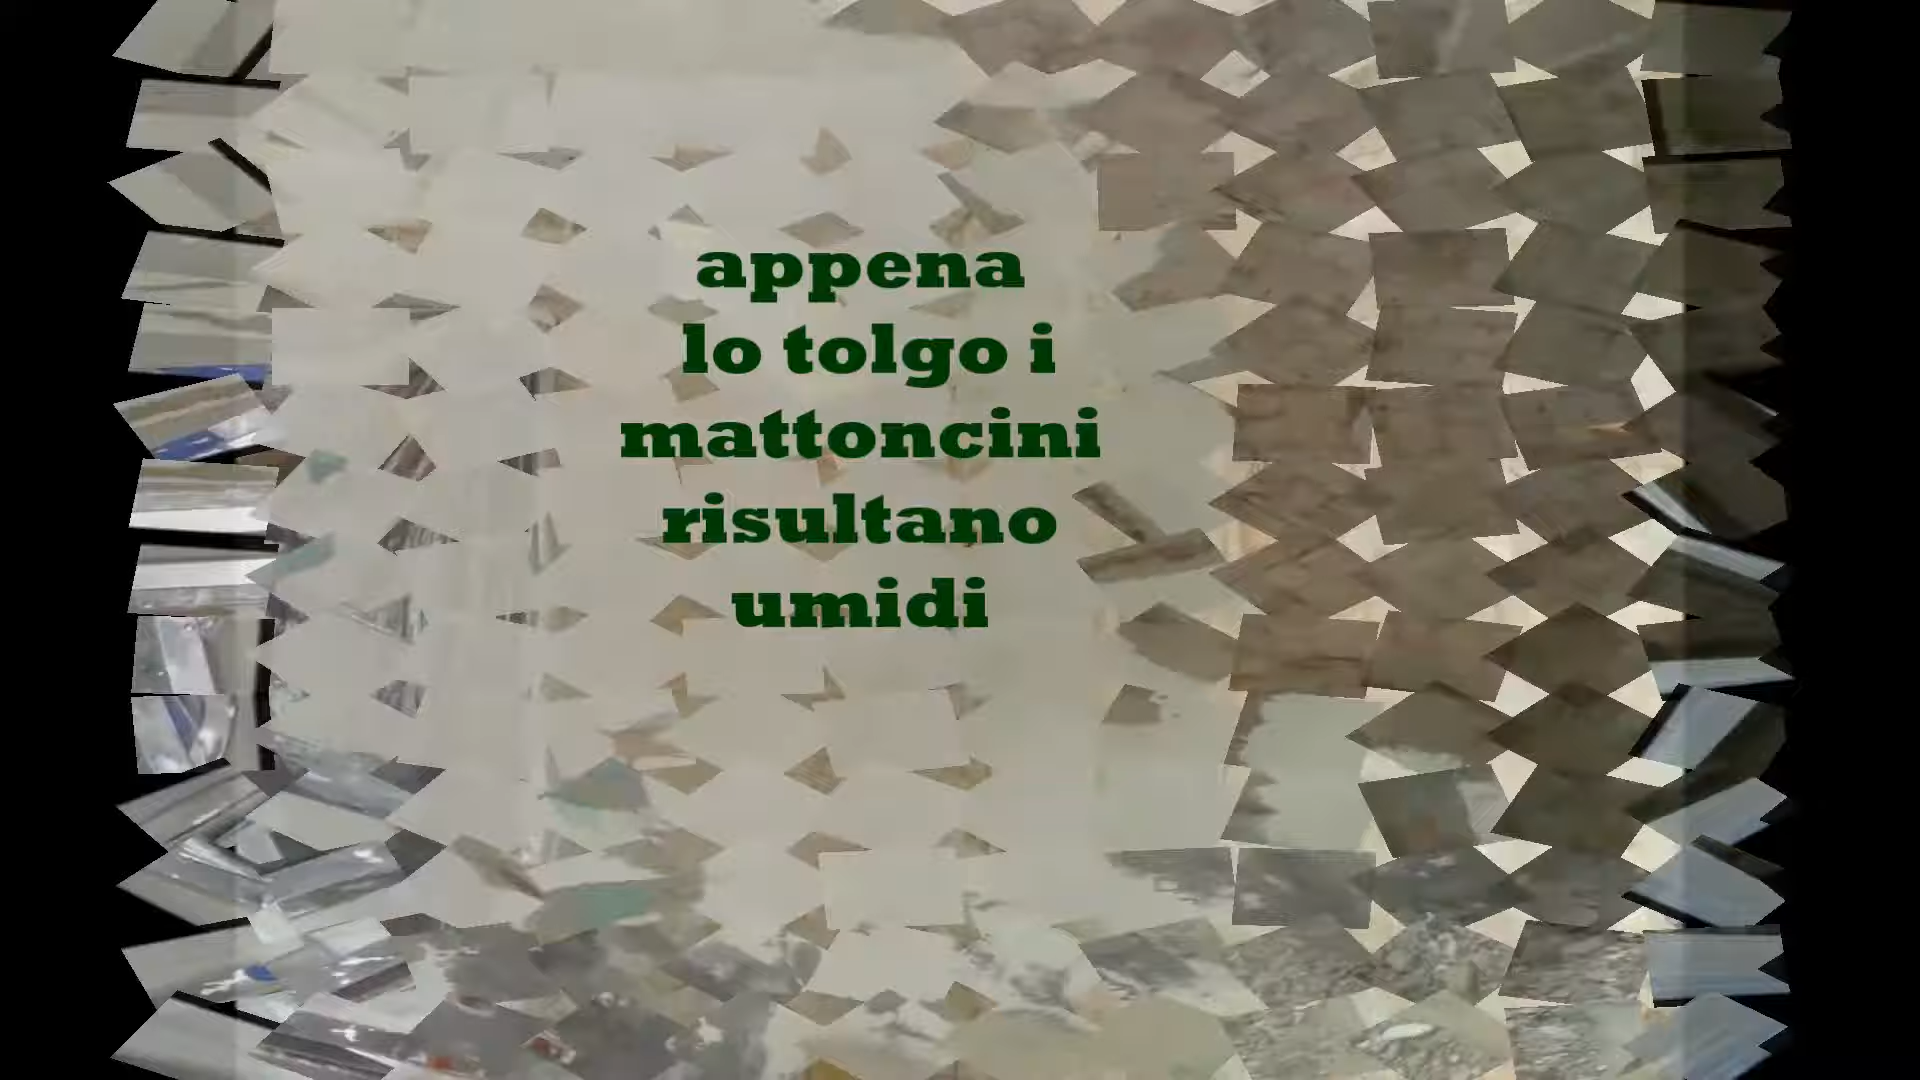 appena
lo tolgo i
mattoncini
risultano
umidi